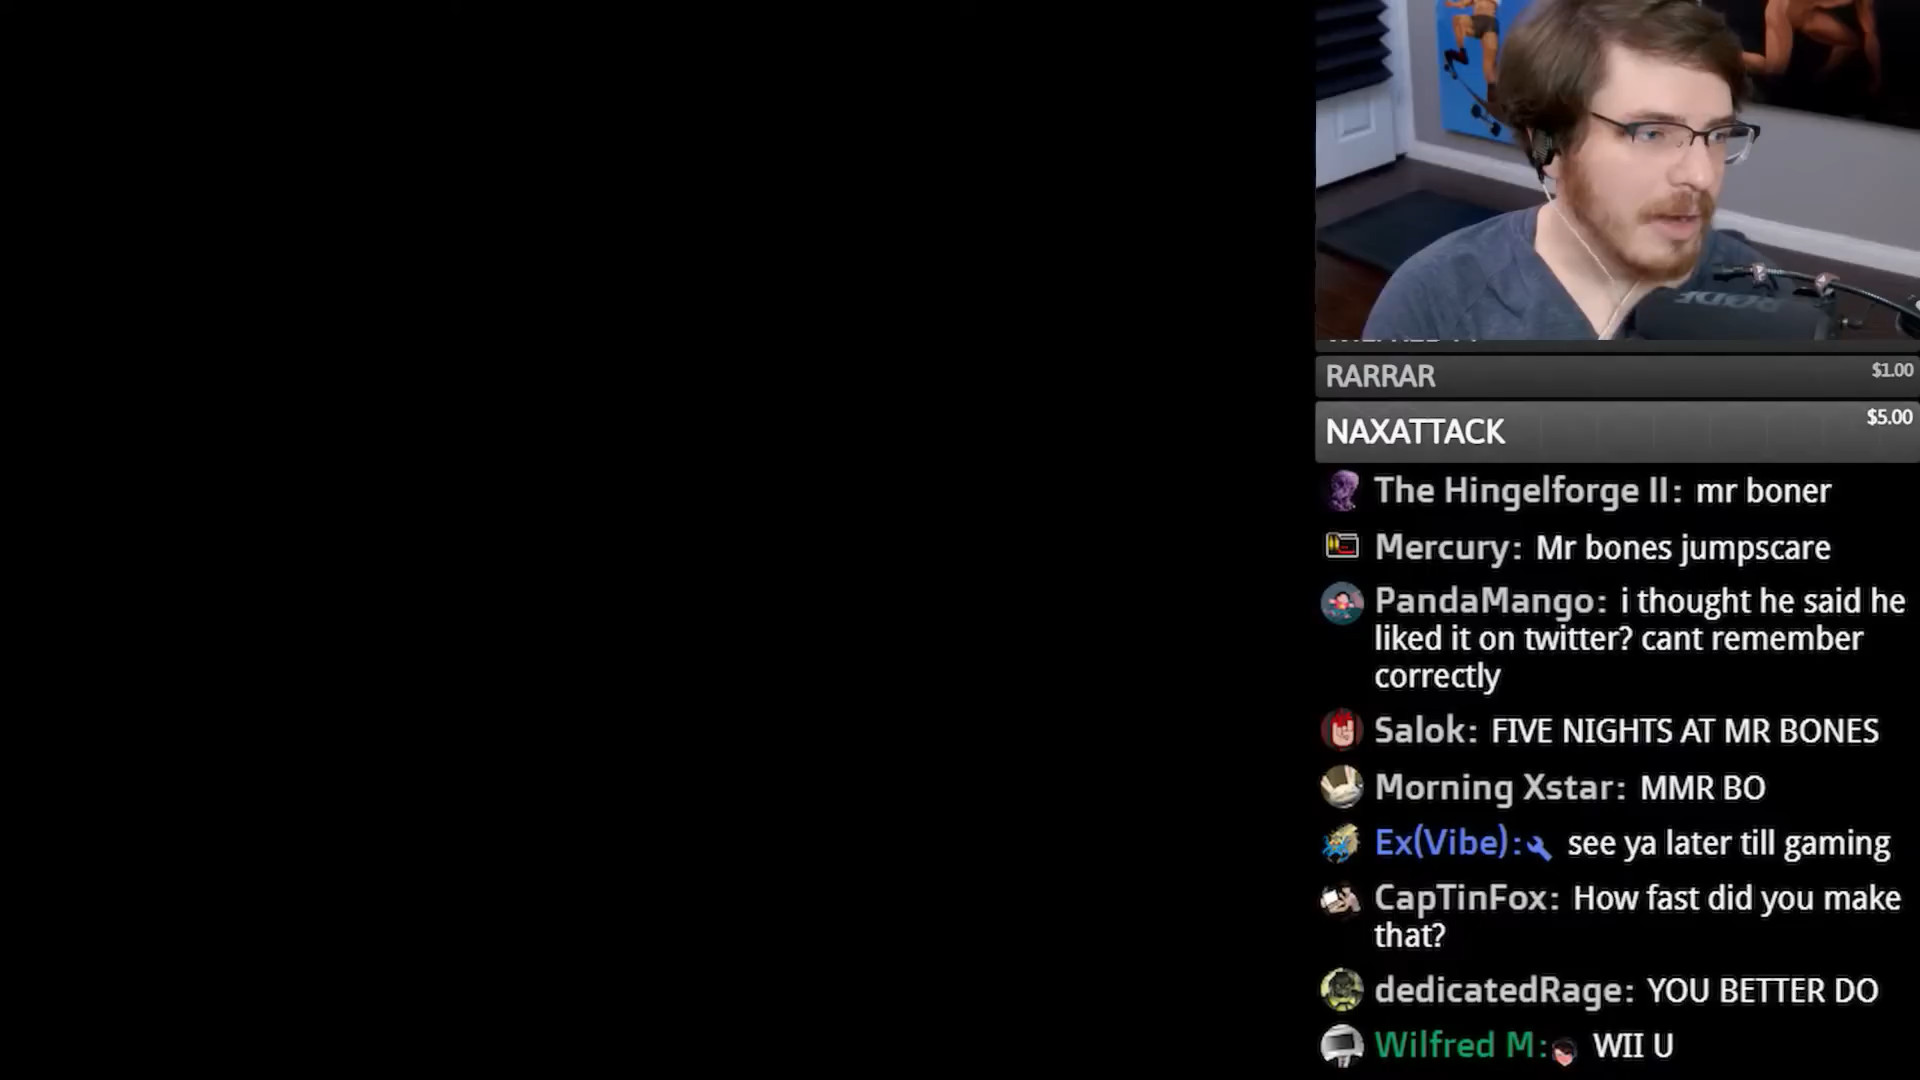 RODE
RARRAR $1.00
NAXATTACK $5.00
The Hingelforge II: mr boner
Mercury: Mr bones jumpscare
PandaMango: i thought he said he
liked it on twitter? cant remember
correctly
Salok: FIVE NIGHTS AT MR BONES
Morning Xstar: MMR BO
Ex(Vibe): see ya later till gaming
CapTinFox: How fast did you make
that?
dedicatedRage: YOU BETTER DO
Wilfred M: WII U